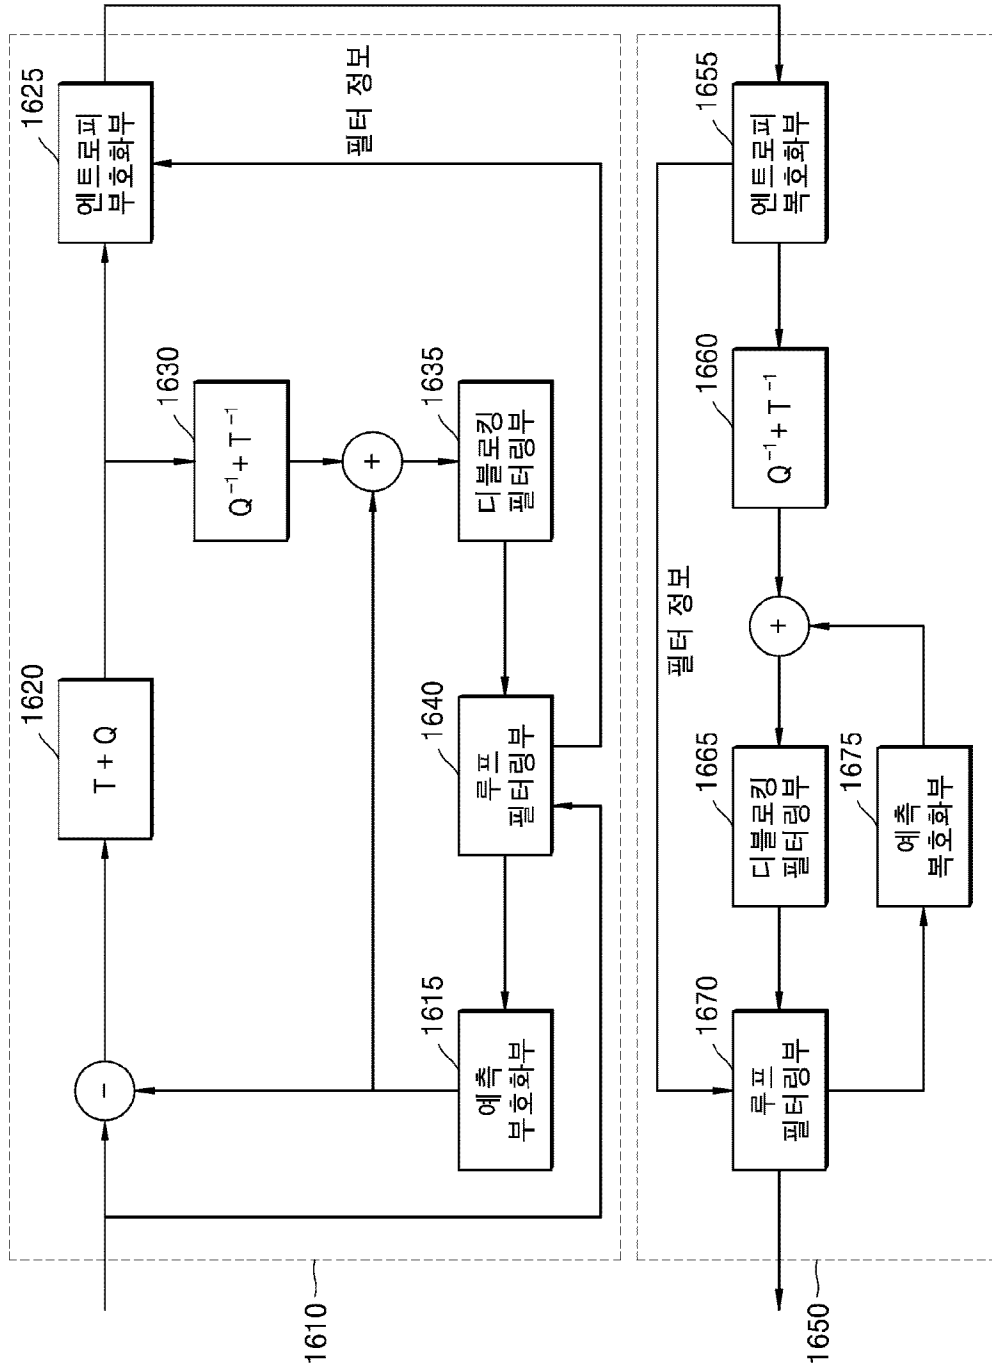 1610
−
1620
T + Q
1625
엔트로피
부호화부
1630
Q⁻¹ + T⁻¹
+
1615
예측
부호화부
1640
루프
필터링부
1635
디블로킹
필터링부
필터 정보
1650
필터 정보
1670
루프
필터링부
1665
디블로킹
필터링부
+
1660
Q⁻¹ + T⁻¹
1655
엔트로피
복호화부
1675
예측
복호화부